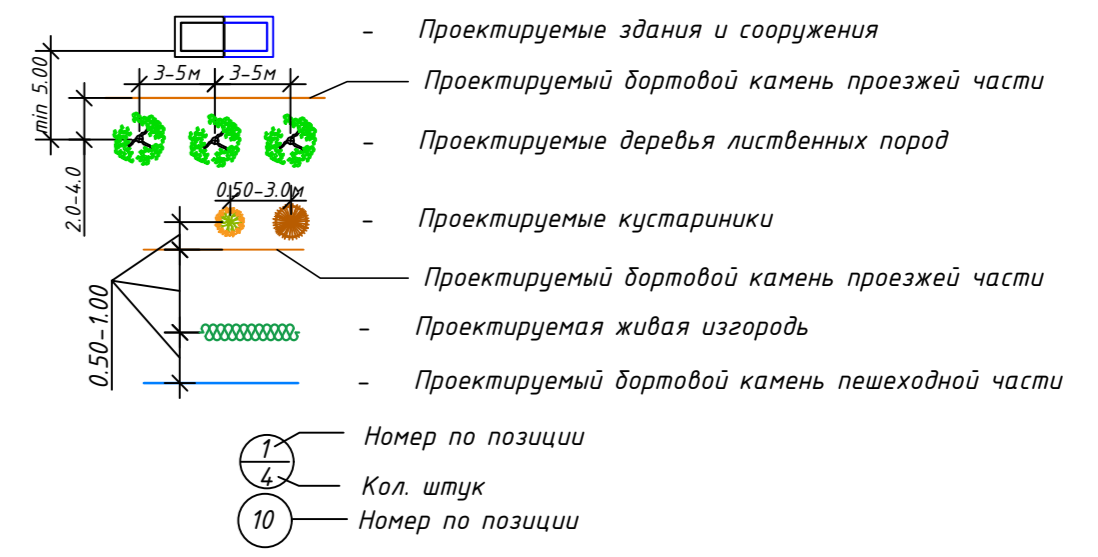 - Проектируемые здания и сооружения
3-5м 3-5м
Проектируемый бортовой камень проезжей части
min 5.00
- Проектируемые деревья лиственных пород
2.0-4.0
0.50-3.0м
- Проектируемые кустариники
Проектируемый бортовой камень проезжей части
0.50-1.00
- Проектируемая живая изгородь
- Проектируемый бортовой камень пешеходной части
1 Номер по позиции
4 Кол. штук
10 Номер по позиции